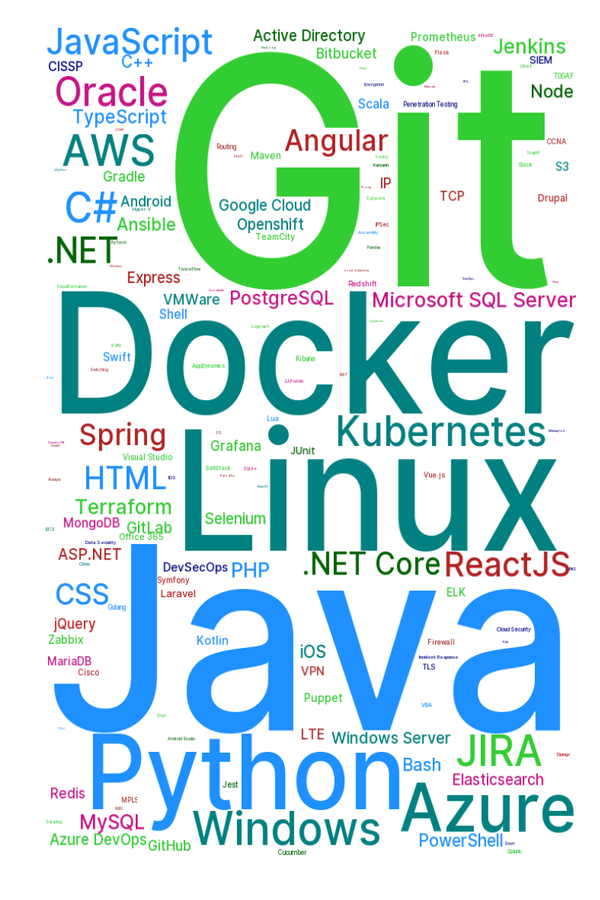 JavaScript
Active Directory
Prometheus
Jenkins
Bitbucket
Flask
CISSP
C++
SIEM
Git
Oracle
Node
TypeScript
Scala
Penetration Testing
AWS
Angular
CCNA
Routing
Maven
Gradle
IP
S3
C#
Android
Google Cloud
TCP
Drupal
Ansible
Openshift
TeamCity
IPSec
.NET
Express
Redshift
VMWare
PostgreSQL
Microsoft SQL Server
Shell
Docker
Swift
AppDynamics
Kibana
Lua
Spring
Kubernetes
Visual Studio
Grafana
JUnit
Linux
HTML
SaltStack
Vue.js
Terraform
MongoDB
GitLab
Selenium
Office 365
ASP.NET
DevSecOps
PHP
.NET Core
ReactJS
Symfony
Laravel
CSS
Golang
ELK
Java
jQuery
Zabbix
Kotlin
iOS
Firewall
Cloud Security
MariaDB
Cisco
VPN
Incident Response
TLS
Puppet
VBA
LTE
Windows Server
JIRA
Python
Bash
Elasticsearch
Jest
Redis
MPLS
Azure
MySQL
Windows
Azure DevOps
GitHub
PowerShell
Cucumber
Splunk